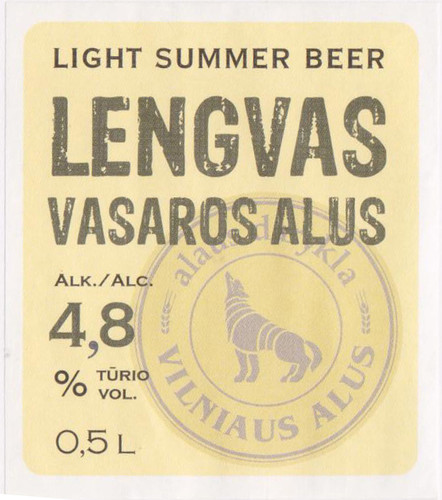 LIGHT SUMMER BEER
LENGVAS
VASAROS ALUS
ALK./ALC.
4,8
% TŪRIO
VOL.
0,5 L
VILNIAUS ALUS